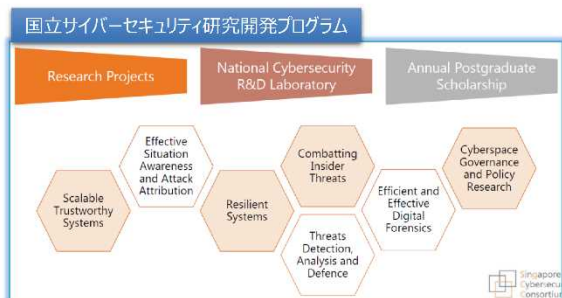 国立サイバーセキュリティ研究開発プログラム
Research Projects
National Cybersecurity
R&D Laboratory
Annual Postgraduate
Scholarship
Effective
Situation
Awareness
and Attack
Attribution
Combatting
Insider
Threats
Cyberspace
Governance
and Policy
Research
Scalable
Trustworthy
Systems
Resilient
Systems
Efficient and
Effective
Digital
Forensics
Threats
Detection,
Analysis and
Defence
Singapore
Cybersecu
Consortiu